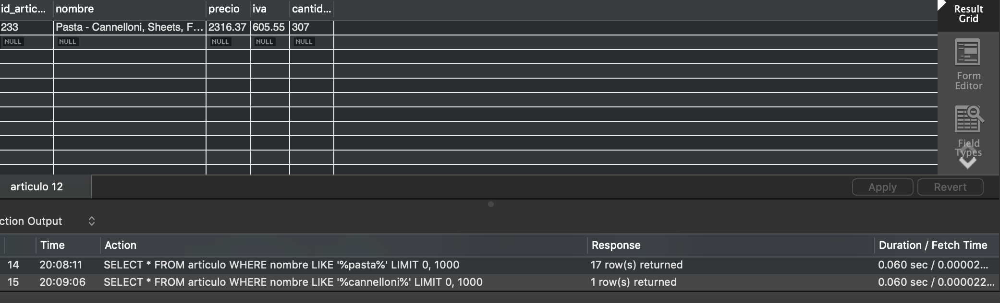 id_artic... nombre precio iva cantid...
233 Pasta - Cannelloni, Sheets, F... 2316.37 605.55 307
NULL NULL NULL NULL NULL
Result
Grid
Form
Editor
Field
Types
articulo 12 Apply Revert
ction Output
Time Action Response Duration / Fetch Time
14 20:08:11 SELECT * FROM articulo WHERE nombre LIKE '%pasta%' LIMIT 0, 1000 17 row(s) returned 0.060 sec / 0.00002...
15 20:09:06 SELECT * FROM articulo WHERE nombre LIKE '%cannelloni%' LIMIT 0, 1000 1 row(s) returned 0.060 sec / 0.000022...